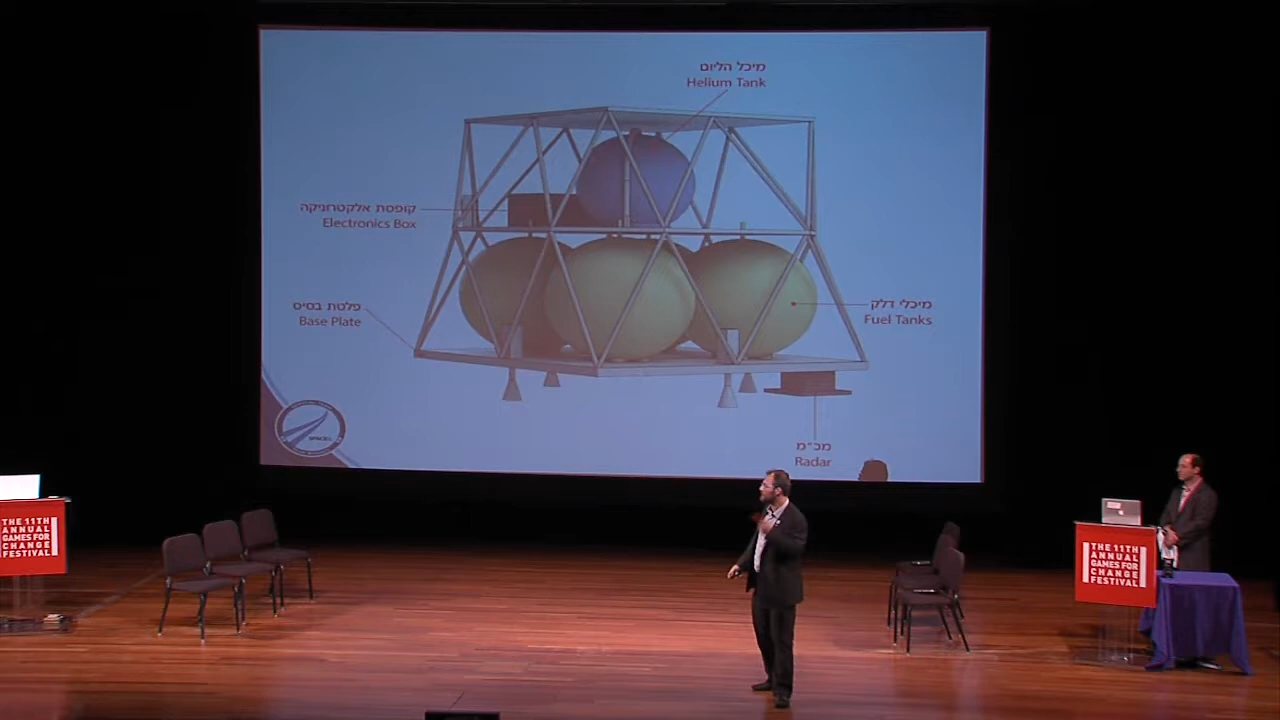 מיכל הליום
Helium Tank
קופסת אלקטרוניקה
Electronics Box
פלטת בסיס
Base Plate
מיכלי דלק
Fuel Tanks
מכ"מ
Radar
SPACEIL
THE 11TH
ANNUAL
GAMES FOR
CHANGE
FESTIVAL
THE 11TH
ANNUAL
GAMES FOR
CHANGE
FESTIVAL